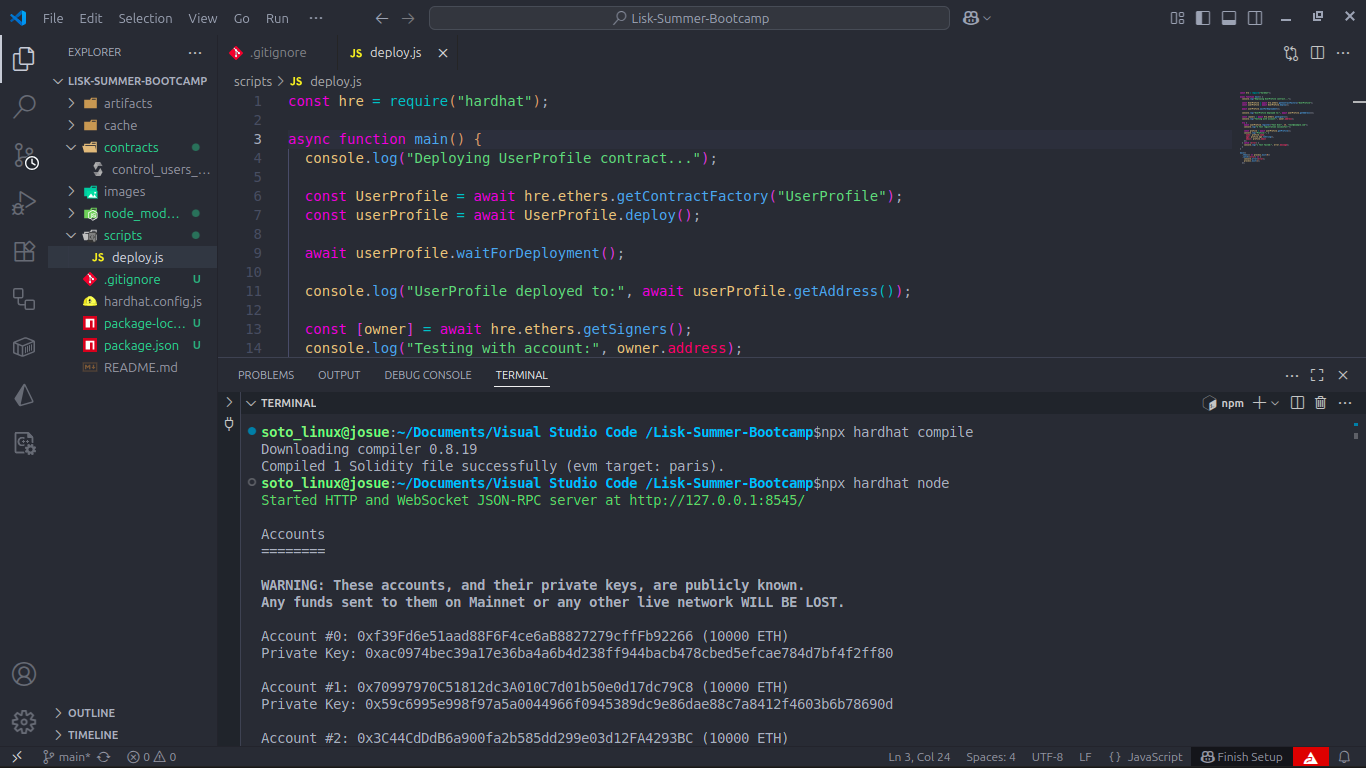 File Edit Selection View Go Run ··· Lisk-Summer-Bootcamp
EXPLORER ···
LISK-SUMMER-BOOTCAMP
artifacts
cache
contracts
control_users_...
images
node_mod...
scripts
JS deploy.js
.gitignore U
hardhat.config.js
package-loc... U
package.json U
README.md
OUTLINE
TIMELINE
.gitignore JS deploy.js
scripts > JS deploy.js
1 const hre = require("hardhat");
2
3 async function main() {
4 console.log("Deploying UserProfile contract...");
5
6 const UserProfile = await hre.ethers.getContractFactory("UserProfile");
7 const userProfile = await UserProfile.deploy();
8
9 await userProfile.waitForDeployment();
10
11 console.log("UserProfile deployed to:", await userProfile.getAddress());
12
13 const [owner] = await hre.ethers.getSigners();
14 console.log("Testing with account:", owner.address);
PROBLEMS OUTPUT DEBUG CONSOLE TERMINAL
TERMINAL npm
soto_linux@josue:~/Documents/Visual Studio Code /Lisk-Summer-Bootcamp$npx hardhat compile
Downloading compiler 0.8.19
Compiled 1 Solidity file successfully (evm target: paris).
soto_linux@josue:~/Documents/Visual Studio Code /Lisk-Summer-Bootcamp$npx hardhat node
Started HTTP and WebSocket JSON-RPC server at http://127.0.0.1:8545/
Accounts
========
WARNING: These accounts, and their private keys, are publicly known.
Any funds sent to them on Mainnet or any other live network WILL BE LOST.
Account #0: 0xf39Fd6e51aad88F6F4ce6aB8827279cffFb92266 (10000 ETH)
Private Key: 0xac0974bec39a17e36ba4a6b4d238ff944bacb478cbed5efcae784d7bf4f2ff80
Account #1: 0x70997970C51812dc3A010C7d01b50e0d17dc79C8 (10000 ETH)
Private Key: 0x59c6995e998f97a5a0044966f0945389dc9e86dae88c7a8412f4603b6b78690d
Account #2: 0x3C44CdDdB6a900fa2b585dd299e03d12FA4293BC (10000 ETH)
main* 0 0 Ln 3, Col 24 Spaces: 4 UTF-8 LF {} JavaScript Finish Setup